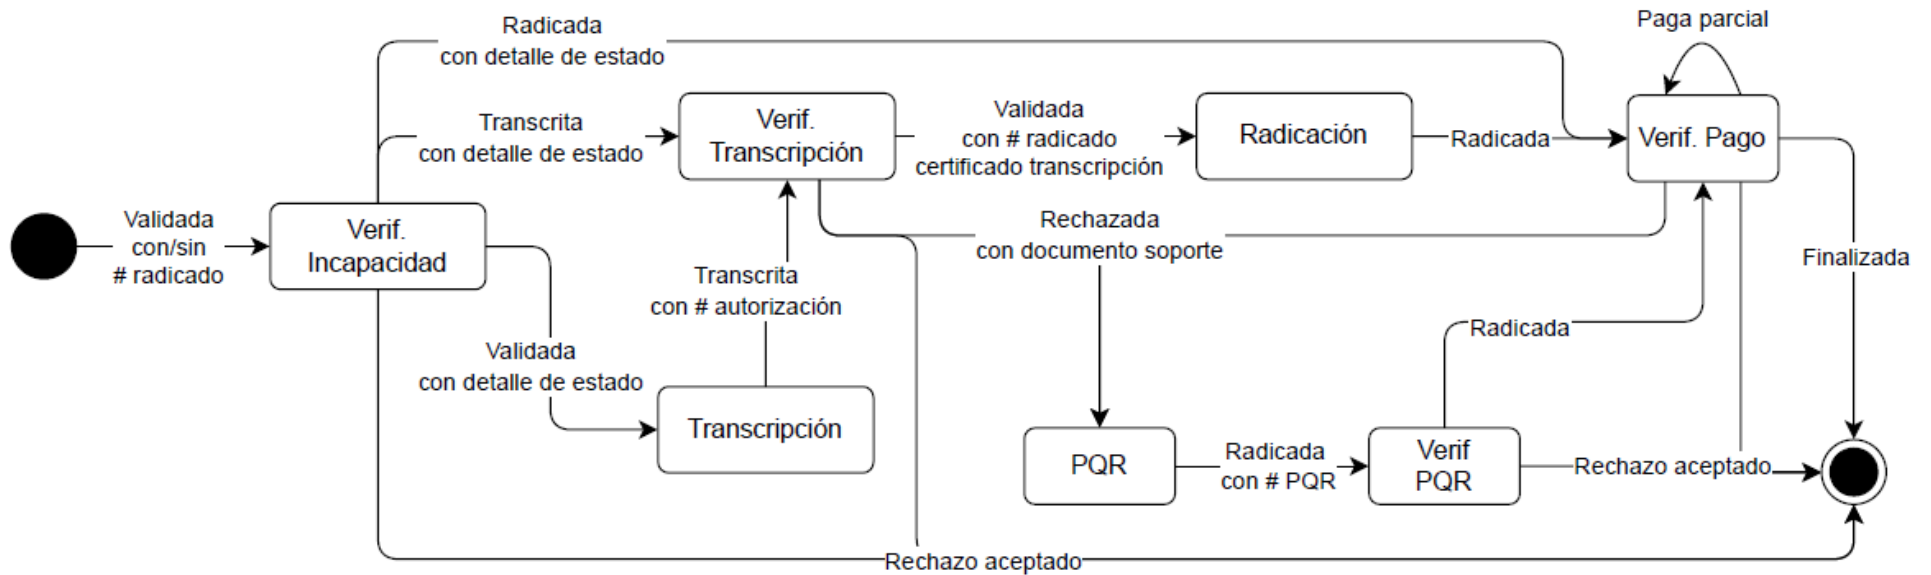 Paga parcial
Radicada
con detalle de estado
Transcrita
con detalle de estado
Verif.
Transcripción
Validada
con # radicado
certificado transcripción
Radicación
Radicada
Verif. Pago
Validada
con/sin
# radicado
Verif.
Incapacidad
Rechazada
con documento soporte
Finalizada
Transcrita
con # autorización
Radicada
Validada
con detalle de estado
Transcripción
PQR
Radicada
con # PQR
Verif
PQR
Rechazo aceptado
Rechazo aceptado